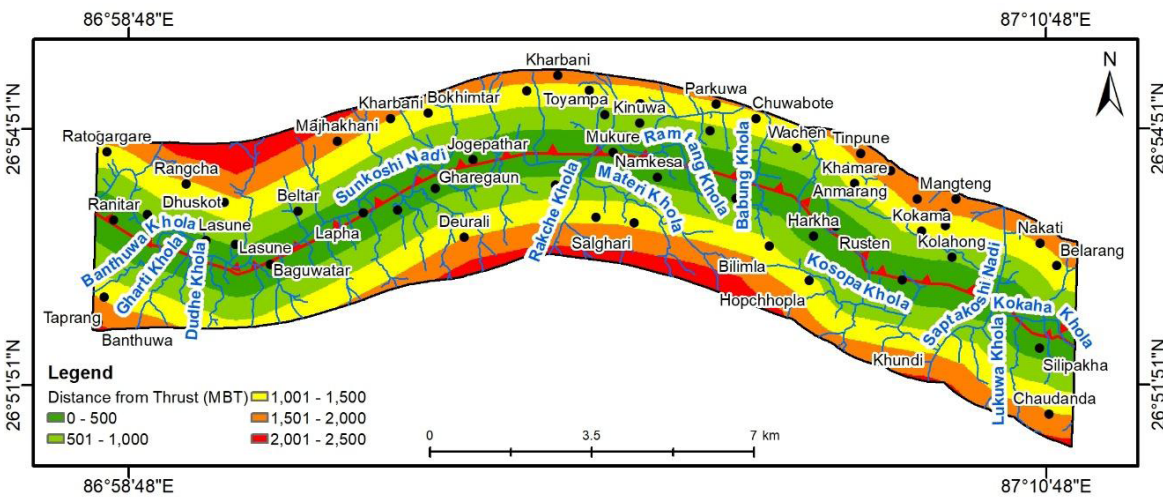 86°58'48"E
87°10'48"E
N
26°54'51"N
26°54'51"N
Kharbani
Parkuwa
Kharbani
Bokhimtar
Toyampa
Kinuwa
Chuwabote
Majhakhani
Ratogargare
Mukure
Ramtang Khola
Babung Khola
Wachen
Tinpune
Jogepathar
Namkesa
Khamare
Rangcha
Sunkoshi Nadi
Gharegaun
Materi Khola
Anmarang
Mangteng
Beltar
Rakche Khola
Ranitar
Dhuskot
Lasune
Lapha
Deurali
Harkha
Kokama
Nakati
Banthuwa Khola
Lasune
Salghari
Rusten
Kolahong
Belarang
Gharti Khola
Dudhe Khola
Baguwatar
Bilimla
Kosopa Khola
Saptakoshi Nadi
Hopchhopla
Kokaha Khola
Taprang
Banthuwa
Khundi
Lukuwa Khola
Silipakha
Chaudanda
26°51'51"N
26°51'51"N
Legend
Distance from Thrust (MBT)
0 - 500
501 - 1,000
1,001 - 1,500
1,501 - 2,000
2,001 - 2,500
0 3.5 7 km
86°58'48"E
87°10'48"E